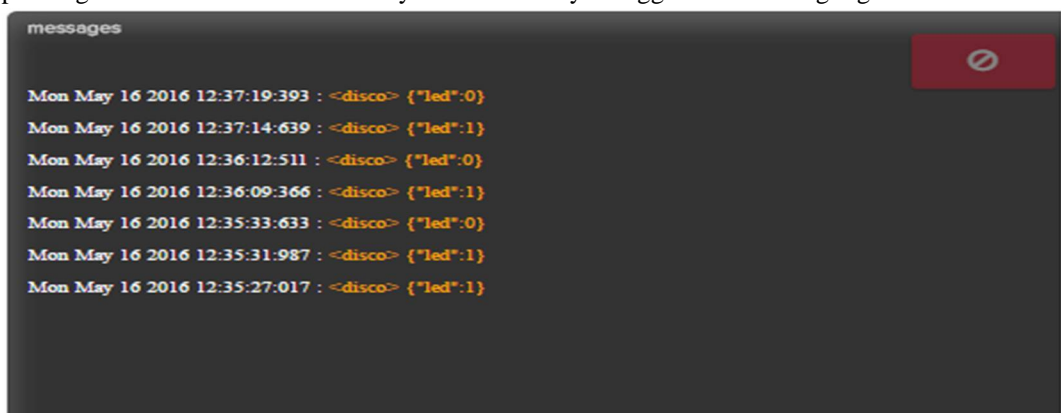 messages
Mon May 16 2016 12:37:19:393 : <disco> {"led":0}
Mon May 16 2016 12:37:14:639 : <disco> {"led":1}
Mon May 16 2016 12:36:12:511 : <disco> {"led":0}
Mon May 16 2016 12:36:09:366 : <disco> {"led":1}
Mon May 16 2016 12:35:33:633 : <disco> {"led":0}
Mon May 16 2016 12:35:31:987 : <disco> {"led":1}
Mon May 16 2016 12:35:27:017 : <disco> {"led":1}